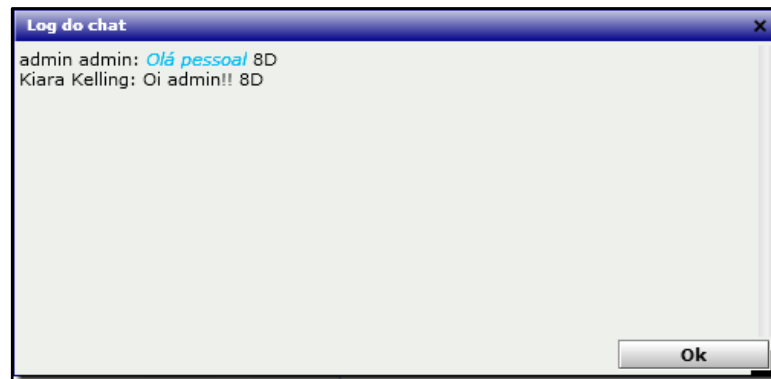 Log do chat
admin admin: Olá pessoal 8D
Kiara Kelling: Oi admin!! 8D
Ok